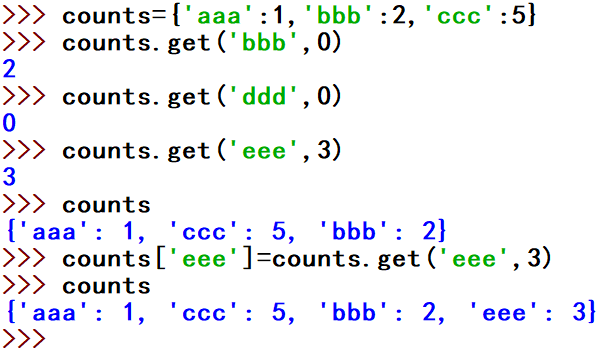 >>> counts={'aaa':1,'bbb':2,'ccc':5}
>>> counts.get('bbb',0)
2
>>> counts.get('ddd',0)
0
>>> counts.get('eee',3)
3
>>> counts
{'aaa': 1, 'ccc': 5, 'bbb': 2}
>>> counts['eee']=counts.get('eee',3)
>>> counts
{'aaa': 1, 'ccc': 5, 'bbb': 2, 'eee': 3}
>>>